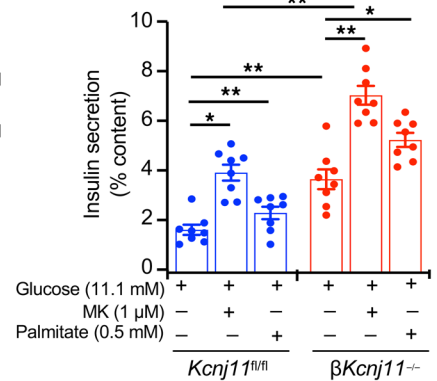 **
*
**
**
**
*
10
8
6
4
2
0
Insulin secretion
(% content)
Glucose (11.1 mM) + + + + + +
MK (1 μM) − + − − + −
Palmitate (0.5 mM) − − + − − +
Kcnj11fl/fl βKcnj11−/−